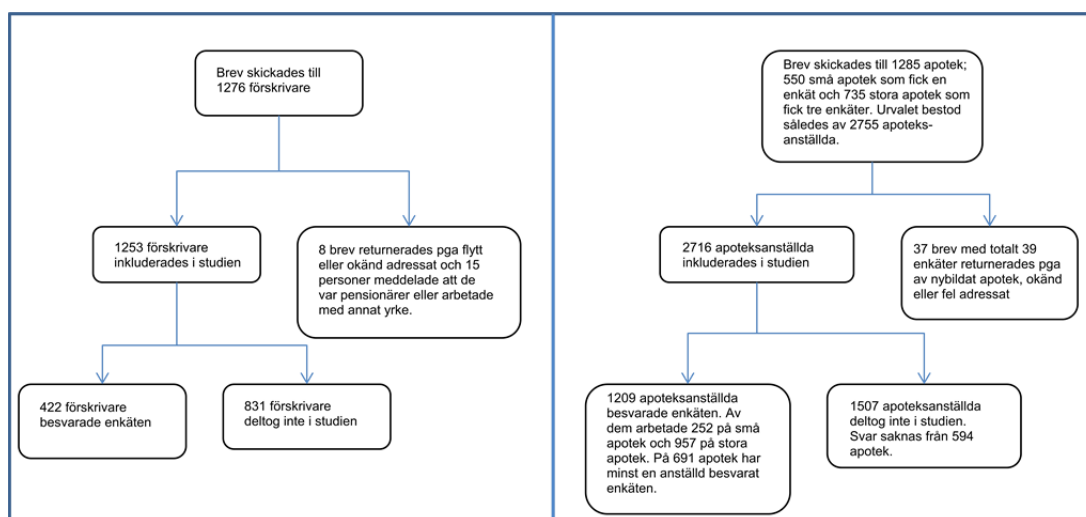 Brev skickades till
1276 förskrivare
1253 förskrivare
inkluderades i studien
8 brev returnerades pga flytt
eller okänd adressat och 15
personer meddelade att de
var pensionärer eller arbetade
med annat yrke.
422 förskrivare
besvarade enkäten
831 förskrivare
deltog inte i studien
Brev skickades till 1285 apotek;
550 små apotek som fick en
enkät och 735 stora apotek som
fick tre enkäter. Urvalet bestod
således av 2755 apoteks-
anställda.
2716 apoteksanställda
inkluderades i studien
37 brev med totalt 39
enkäter returnerades pga
av nybildat apotek, okänd
eller fel adressat
1209 apoteksanställda
besvarade enkäten. Av
dem arbetade 252 på små
apotek och 957 på stora
apotek. På 691 apotek har
minst en anställd besvarat
enkäten.
1507 apoteksanställda
deltog inte i studien.
Svar saknas från 594
apotek.